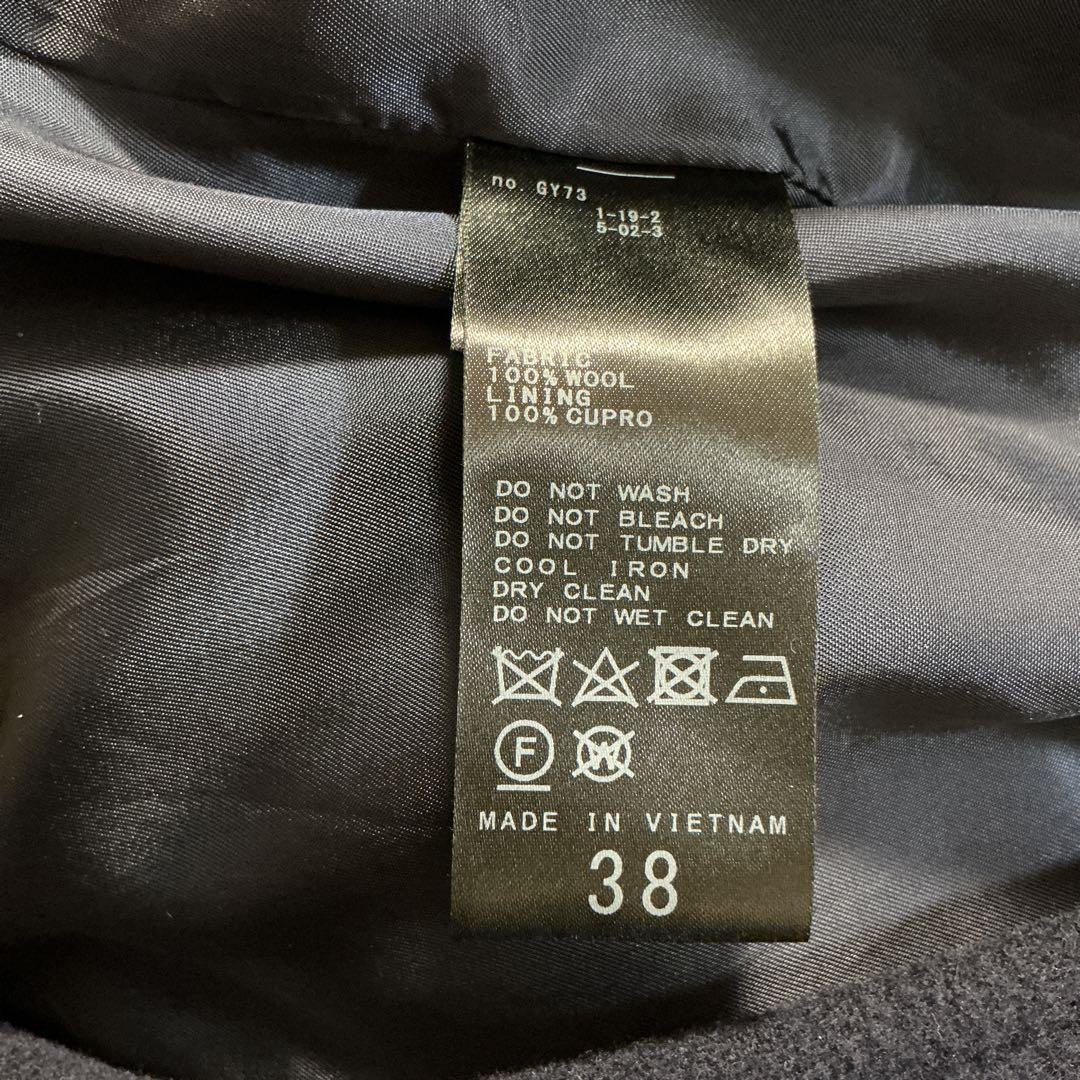 no. GY73
1-19-2
5-02-3
FABRIC
100% WOOL
LINING
100% CUPRO
DO NOT WASH
DO NOT BLEACH
DO NOT TUMBLE DRY
COOL IRON
DRY CLEAN
DO NOT WET CLEAN
F W
MADE IN VIETNAM
38